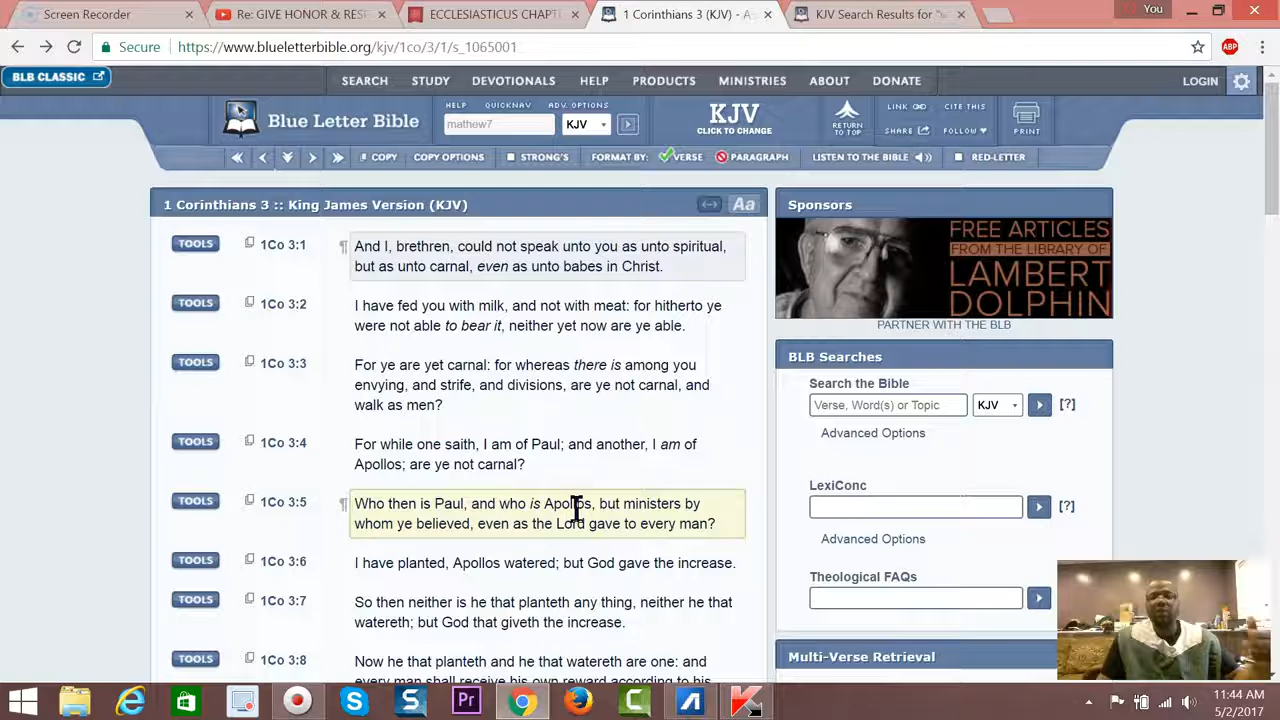 Screen Recorder
Re: GIVE HONOR & RES
ECCLESIASTICUS CHAPT
1 Corinthians 3 (KJV) - As
KJV Search Results for "s
You
Secure
https://www.blueletterbible.org/kjv/1co/3/1/s_1065001
ABP
BLB CLASSIC
SEARCH STUDY DEVOTIONALS HELP PRODUCTS MINISTRIES ABOUT DONATE
LOGIN
Blue Letter Bible
HELP QUICKNAV ADV. OPTIONS
mathew7 KJV
KJV
CLICK TO CHANGE
RETURN
TO TOP
LINK CITE THIS
SHARE FOLLOW
PRINT
COPY COPY OPTIONS STRONG'S FORMAT BY: VERSE PARAGRAPH LISTEN TO THE BIBLE RED-LETTER
1 Corinthians 3 :: King James Version (KJV)
Aa
TOOLS 1Co 3:1 ¶ And I, brethren, could not speak unto you as unto spiritual,
but as unto carnal, even as unto babes in Christ.
TOOLS 1Co 3:2 I have fed you with milk, and not with meat: for hitherto ye
were not able to bear it, neither yet now are ye able.
TOOLS 1Co 3:3 For ye are yet carnal: for whereas there is among you
envying, and strife, and divisions, are ye not carnal, and
walk as men?
TOOLS 1Co 3:4 For while one saith, I am of Paul; and another, I am of
Apollos; are ye not carnal?
TOOLS 1Co 3:5 ¶ Who then is Paul, and who is Apollos, but ministers by
whom ye believed, even as the Lord gave to every man?
TOOLS 1Co 3:6 I have planted, Apollos watered; but God gave the increase.
TOOLS 1Co 3:7 So then neither is he that planteth any thing, neither he that
watereth; but God that giveth the increase.
TOOLS 1Co 3:8 Now he that planteth and he that watereth are one: and
every man shall receive his own reward according to his
Sponsors
FREE ARTICLES
FROM THE LIBRARY OF
LAMBERT
DOLPHIN
PARTNER WITH THE BLB
BLB Searches
Search the Bible
Verse, Word(s) or Topic KJV [?]
Advanced Options
LexiConc
[?]
Advanced Options
Theological FAQs
Multi-Verse Retrieval
S
Pr
C
11:44 AM
5/2/2017